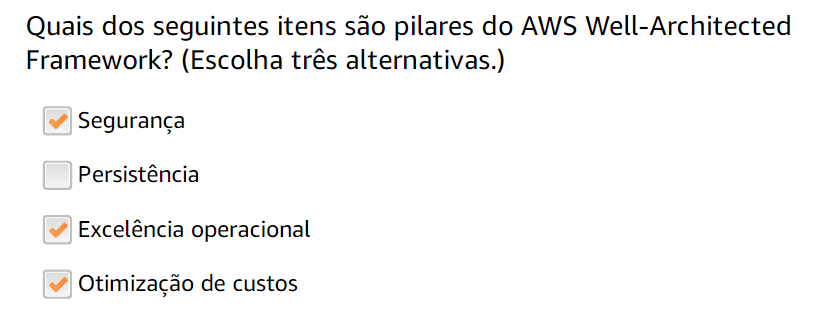 Quais dos seguintes itens são pilares do AWS Well-Architected
Framework? (Escolha três alternativas.)
Segurança
Persistência
Excelência operacional
Otimização de custos